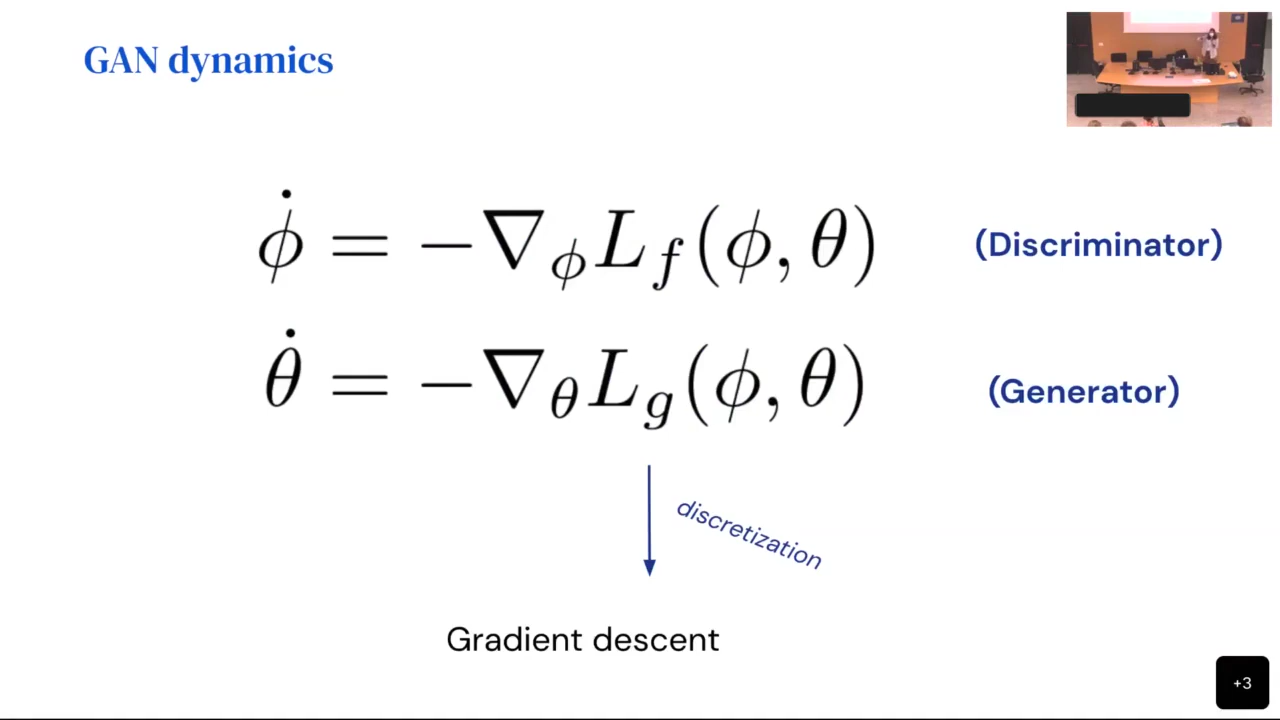 GAN dynamics
ϕ̇ = −∇_ϕ L_f(ϕ, θ)
(Discriminator)
θ̇ = −∇_θ L_g(ϕ, θ)
(Generator)
discretization
Gradient descent
+3